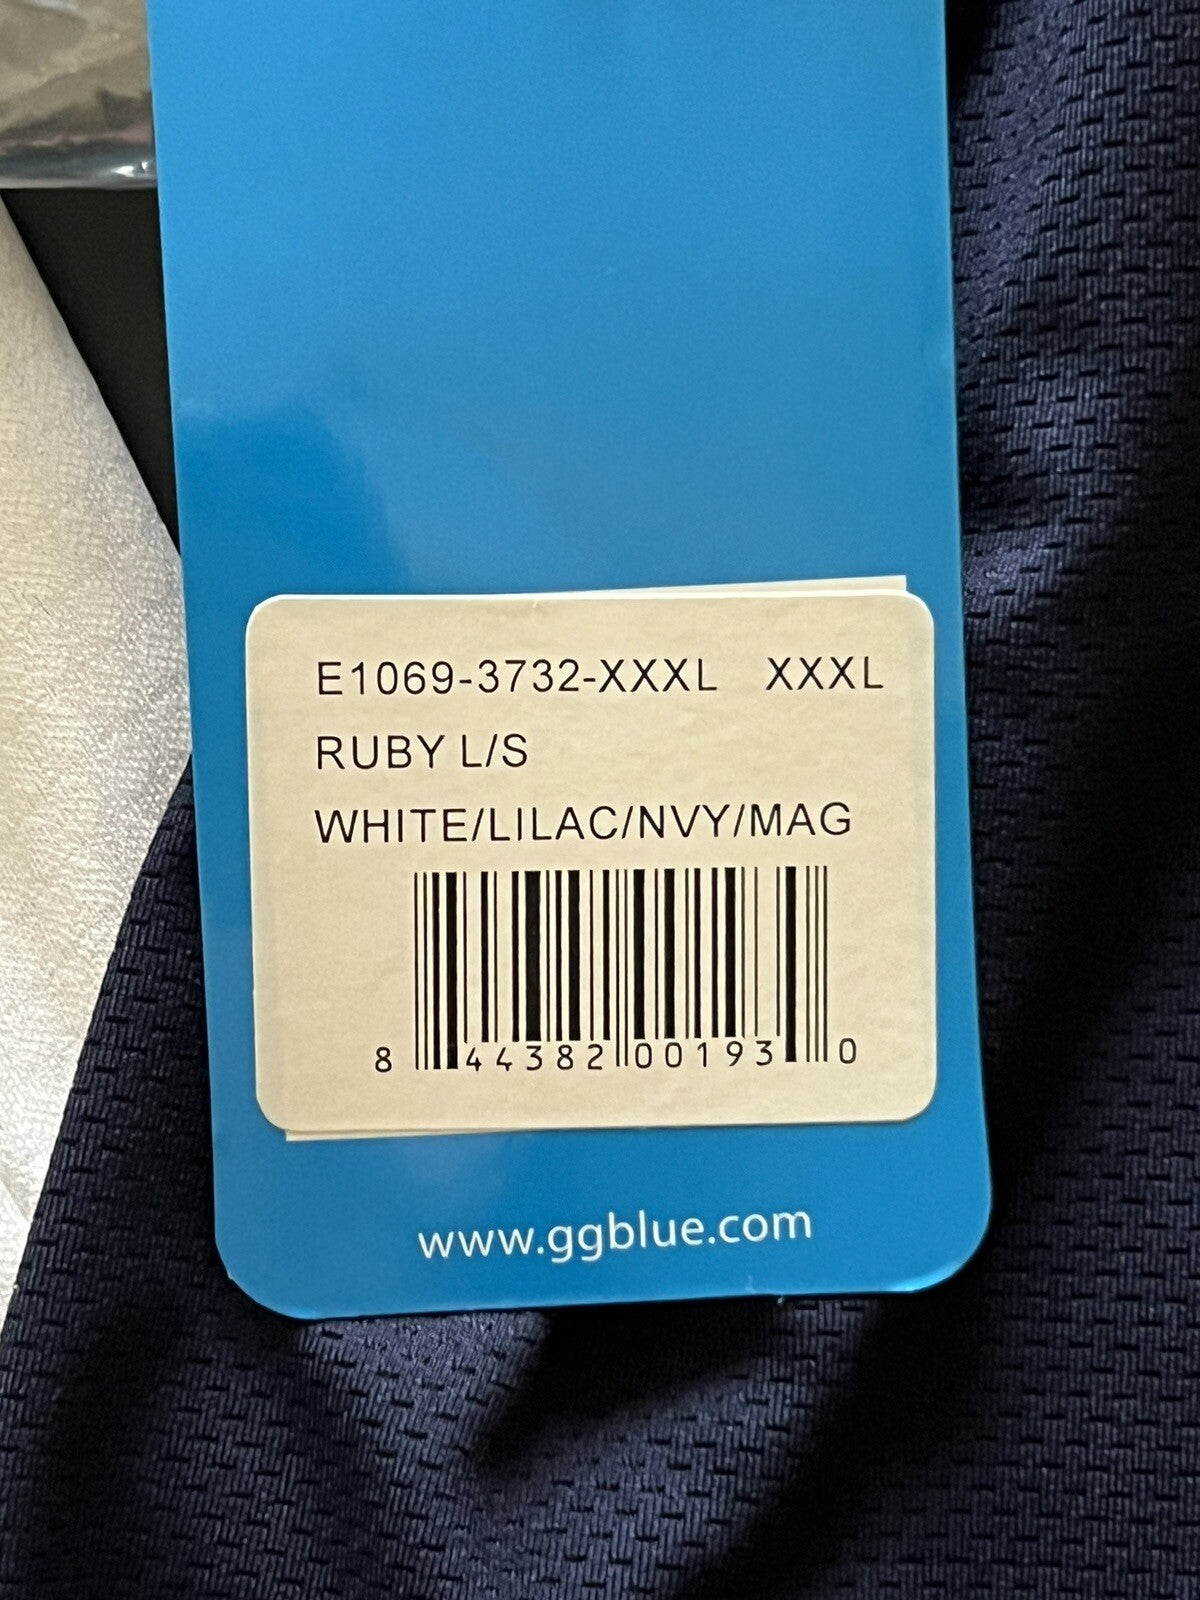 E1069-3732-XXXL XXXL
RUBY L/S
WHITE/LILAC/NVY/MAG
8 44382 00193 0
www.ggblue.com